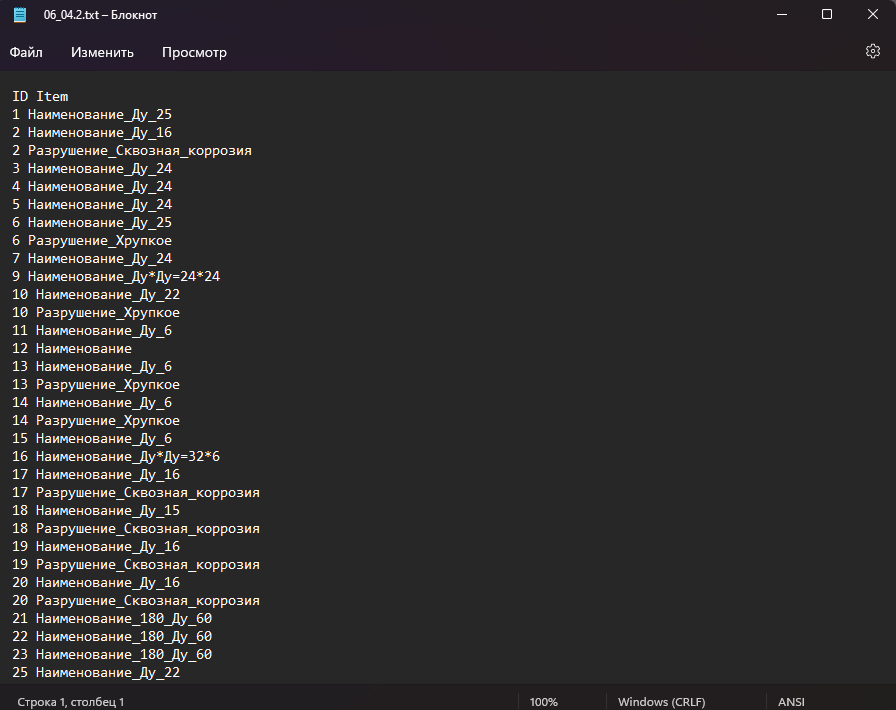 06_04.2.txt – Блокнот
Файл Изменить Просмотр
ID Item
1 Наименование_Ду_25
2 Наименование_Ду_16
2 Разрушение_Сквозная_коррозия
3 Наименование_Ду_24
4 Наименование_Ду_24
5 Наименование_Ду_24
6 Наименование_Ду_25
6 Разрушение_Хрупкое
7 Наименование_Ду_24
9 Наименование_Ду*Ду=24*24
10 Наименование_Ду_22
10 Разрушение_Хрупкое
11 Наименование_Ду_6
12 Наименование
13 Наименование_Ду_6
13 Разрушение_Хрупкое
14 Наименование_Ду_6
14 Разрушение_Хрупкое
15 Наименование_Ду_6
16 Наименование_Ду*Ду=32*6
17 Наименование_Ду_16
17 Разрушение_Сквозная_коррозия
18 Наименование_Ду_15
18 Разрушение_Сквозная_коррозия
19 Наименование_Ду_16
19 Разрушение_Сквозная_коррозия
20 Наименование_Ду_16
20 Разрушение_Сквозная_коррозия
21 Наименование_180_Ду_60
22 Наименование_180_Ду_60
23 Наименование_180_Ду_60
25 Наименование_Ду_22
Строка 1, столбец 1 100% Windows (CRLF) ANSI